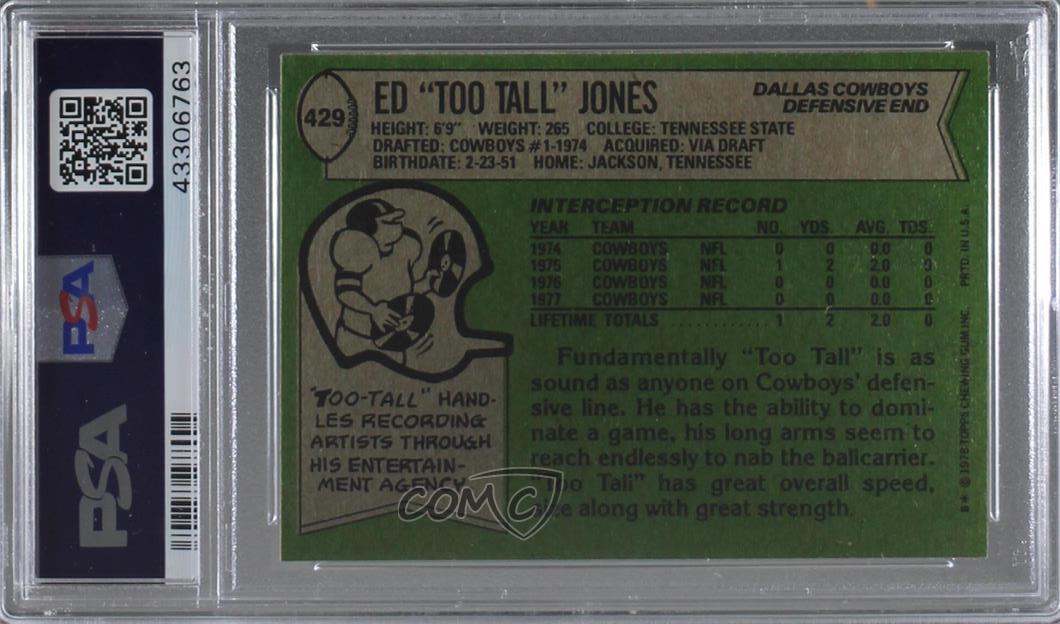 43306763
PSA
PSA
429
ED "TOO TALL" JONES
DALLAS COWBOYS
DEFENSIVE END
HEIGHT: 6'9" WEIGHT: 265 COLLEGE: TENNESSEE STATE
DRAFTED: COWBOYS #1-1974 ACQUIRED: VIA DRAFT
BIRTHDATE: 2-23-51 HOME: JACKSON, TENNESSEE
INTERCEPTION RECORD
YEAR TEAM NO. YDS. AVG. TDS.
1974 COWBOYS NFL 0 0 0.0 0
1975 COWBOYS NFL 1 2 2.0 0
1976 COWBOYS NFL 0 0 0.0 0
1977 COWBOYS NFL 0 0 0.0 0
LIFETIME TOTALS ............ 1 2 2.0 0
"TOO-TALL" HAND-
LES RECORDING
ARTISTS THROUGH
HIS ENTERTAIN-
MENT AGENCY
Fundamentally "Too Tall" is as
sound as anyone on Cowboys' defen-
sive line. He has the ability to domi-
nate a game, his long arms seem to
reach endlessly to nab the ballcarrier.
"Too Tall" has great overall speed,
size along with great strength.
COMC
B* © 1978 TOPPS CHEWING GUM INC. PRTD. IN U.S.A.